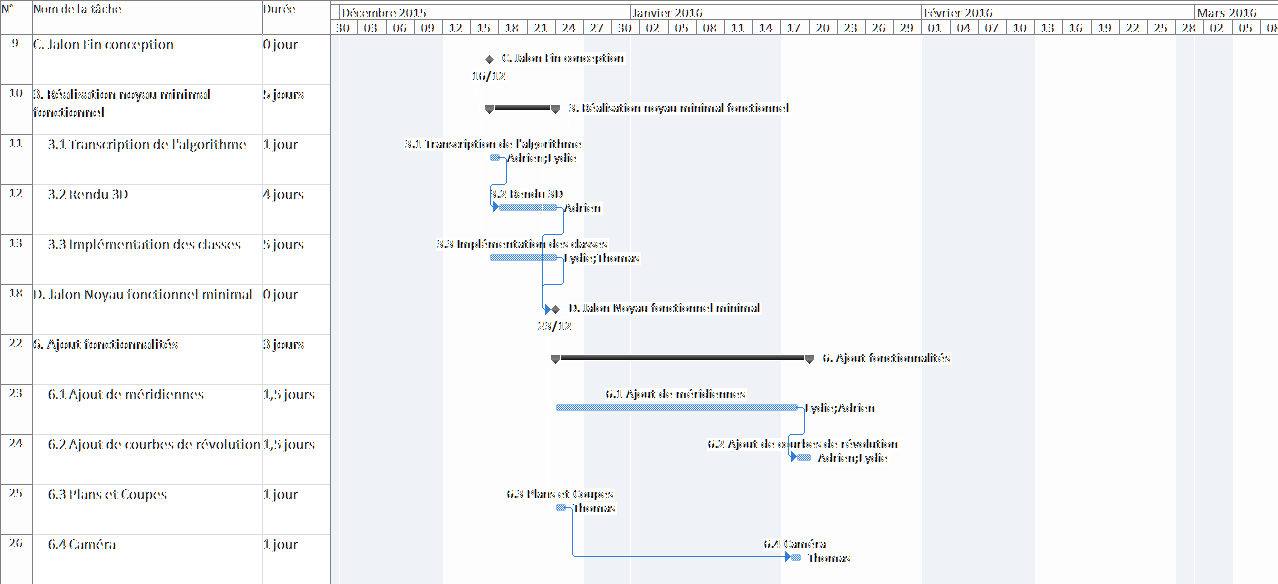 N° Nom de la tâche Durée
Décembre 2015 Janvier 2016 Février 2016 Mars 2016
30 03 06 09 12 15 18 21 24 27 30 02 05 08 11 14 17 20 23 26 29 01 04 07 10 13 16 19 22 25 28 02 05 08
9 C. Jalon Fin conception 0 jour
C. Jalon Fin conception
16/12
10 3. Réalisation noyau minimal fonctionnel 5 jours
3. Réalisation noyau minimal fonctionnel
11 3.1 Transcription de l'algorithme 1 jour
3.1 Transcription de l'algorithme
Adrien;Lydie
12 3.2 Rendu 3D 4 jours
3.2 Rendu 3D
Adrien
13 3.3 Implémentation des classes 5 jours
3.3 Implémentation des classes
Lydie;Thomas
18 D. Jalon Noyau fonctionnel minimal 0 jour
D. Jalon Noyau fonctionnel minimal
23/12
22 6. Ajout fonctionnalités 3 jours
6. Ajout fonctionnalités
23 6.1 Ajout de méridiennes 1,5 jours
6.1 Ajout de méridiennes
Lydie;Adrien
24 6.2 Ajout de courbes de révolution 1,5 jours
6.2 Ajout de courbes de révolution
Adrien;Lydie
25 6.3 Plans et Coupes 1 jour
6.3 Plans et Coupes
Thomas
26 6.4 Caméra 1 jour
6.4 Caméra
Thomas